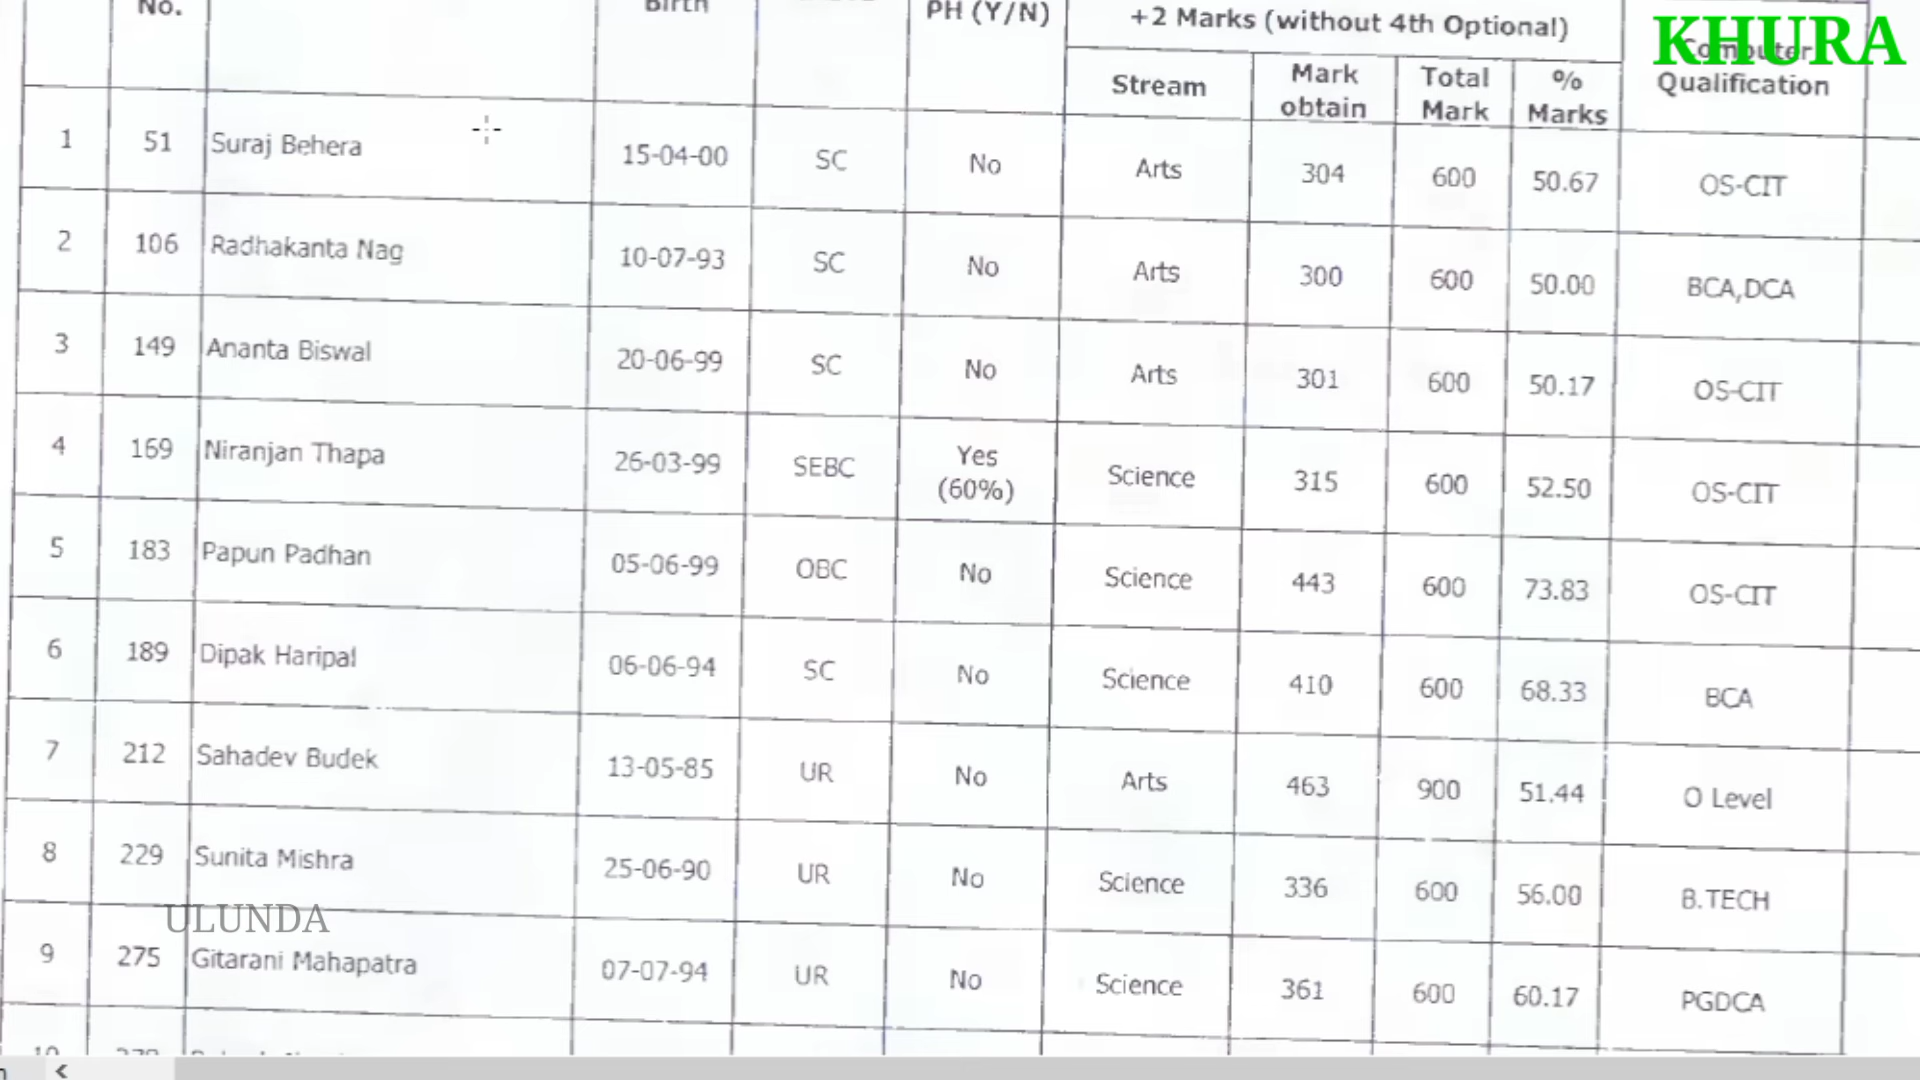 No. Birth PH (Y/N) +2 Marks (without 4th Optional) Computer Qualification
Stream Mark obtain Total Mark % Marks
KHURA
1 51 Suraj Behera 15-04-00 SC No Arts 304 600 50.67 OS-CIT
2 106 Radhakanta Nag 10-07-93 SC No Arts 300 600 50.00 BCA,DCA
3 149 Ananta Biswal 20-06-99 SC No Arts 301 600 50.17 OS-CIT
4 169 Niranjan Thapa 26-03-99 SEBC Yes (60%) Science 315 600 52.50 OS-CIT
5 183 Papun Padhan 05-06-99 OBC No Science 443 600 73.83 OS-CIT
6 189 Dipak Haripal 06-06-94 SC No Science 410 600 68.33 BCA
7 212 Sahadev Budek 13-05-85 UR No Arts 463 900 51.44 O Level
8 229 Sunita Mishra 25-06-90 UR No Science 336 600 56.00 B.TECH
ULUNDA
9 275 Gitarani Mahapatra 07-07-94 UR No Science 361 600 60.17 PGDCA
10